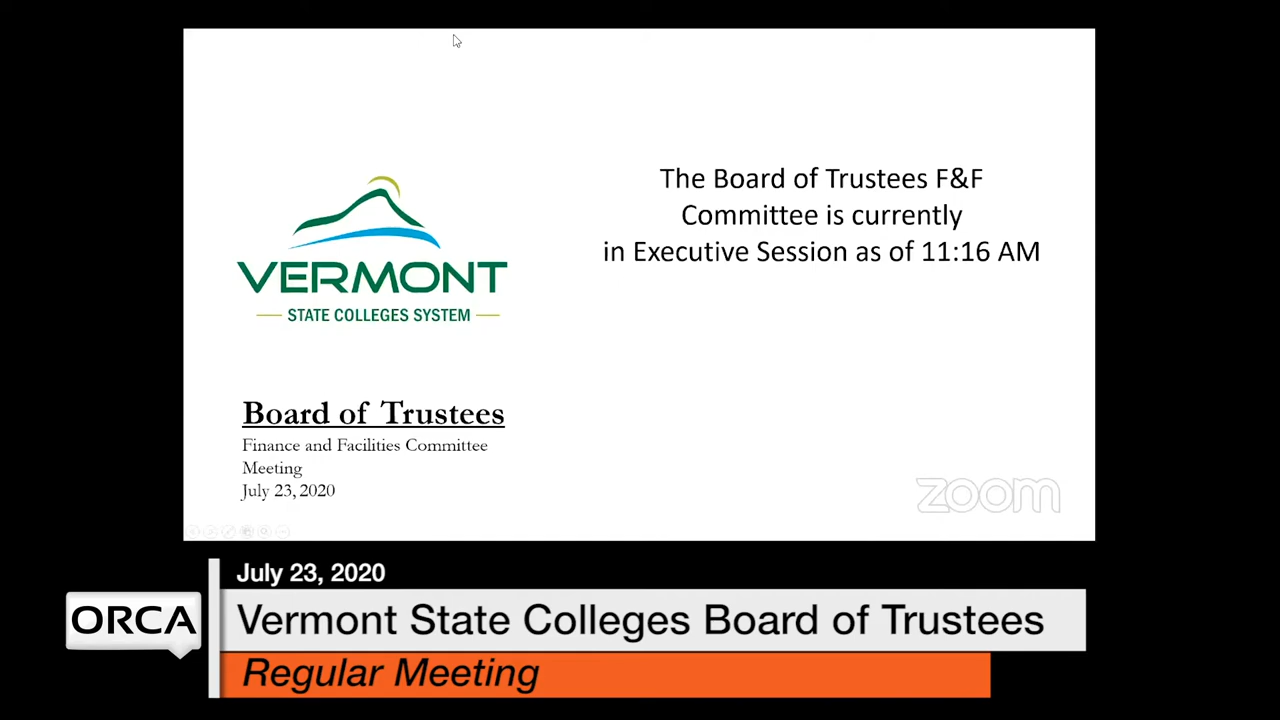 The Board of Trustees F&F
Committee is currently
in Executive Session as of 11:16 AM
VERMONT
STATE COLLEGES SYSTEM
Board of Trustees
Finance and Facilities Committee
Meeting
July 23, 2020
zoom
July 23, 2020
ORCA
Vermont State Colleges Board of Trustees
Regular Meeting